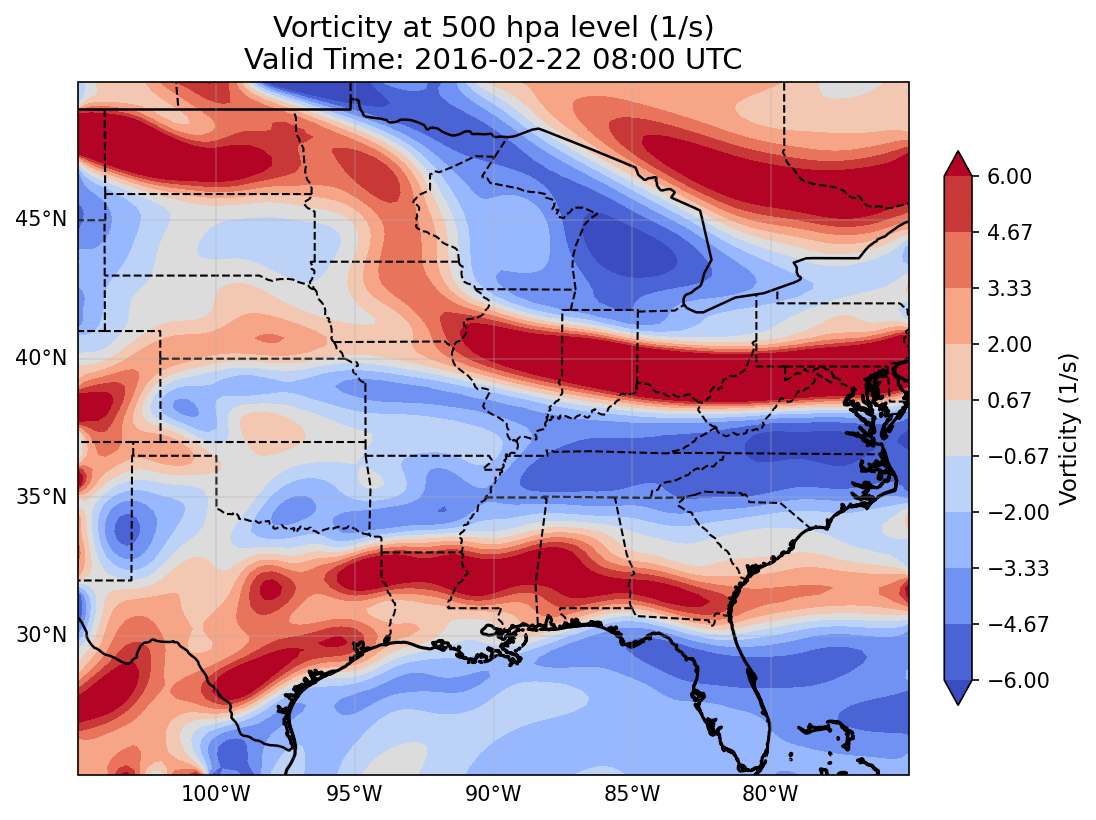 Vorticity at 500 hpa level (1/s)
Valid Time: 2016-02-22 08:00 UTC
45°N
40°N
35°N
30°N
100°W
95°W
90°W
85°W
80°W
6.00
4.67
3.33
2.00
0.67
−0.67
−2.00
−3.33
−4.67
−6.00
Vorticity (1/s)